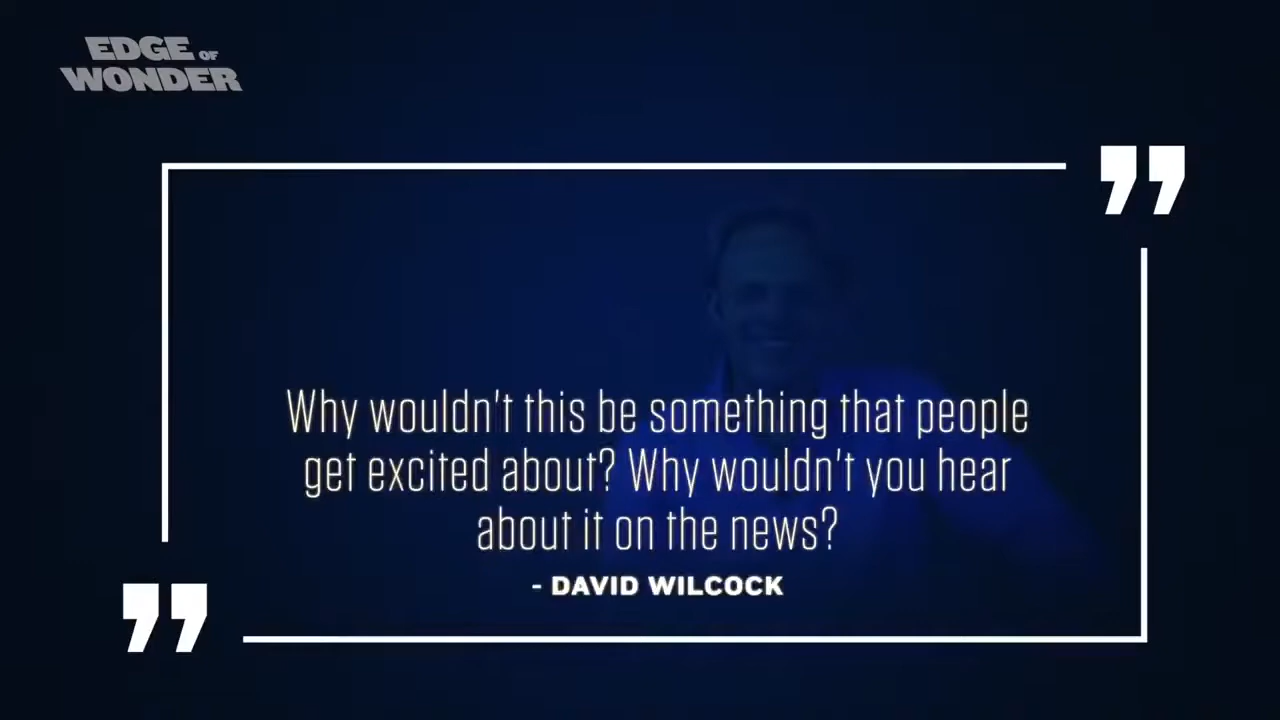 EDGE OF
WONDER
”
Why wouldn't this be something that people
get excited about? Why wouldn't you hear
about it on the news?
- DAVID WILCOCK
”